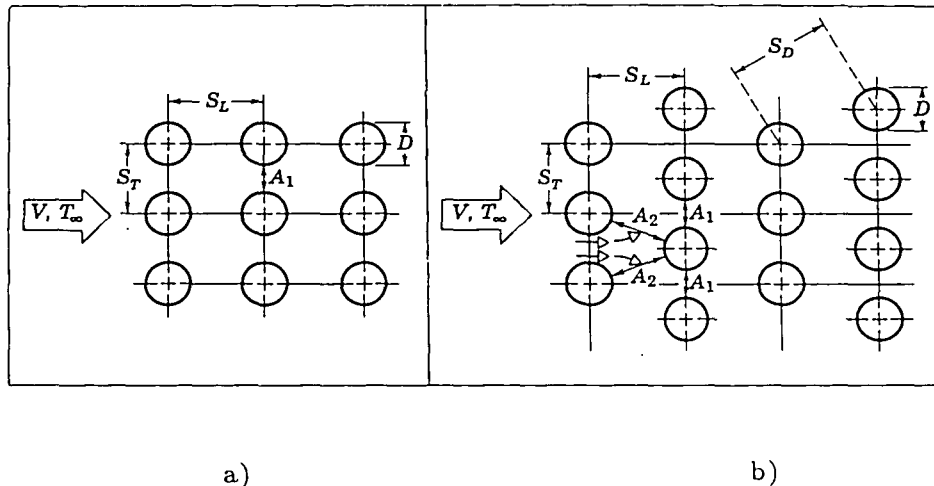 S_L
D
S_T
A_1
V, T_∞
a)
S_D
S_L
D
S_T
A_2
A_1
V, T_∞
A_2
A_1
b)